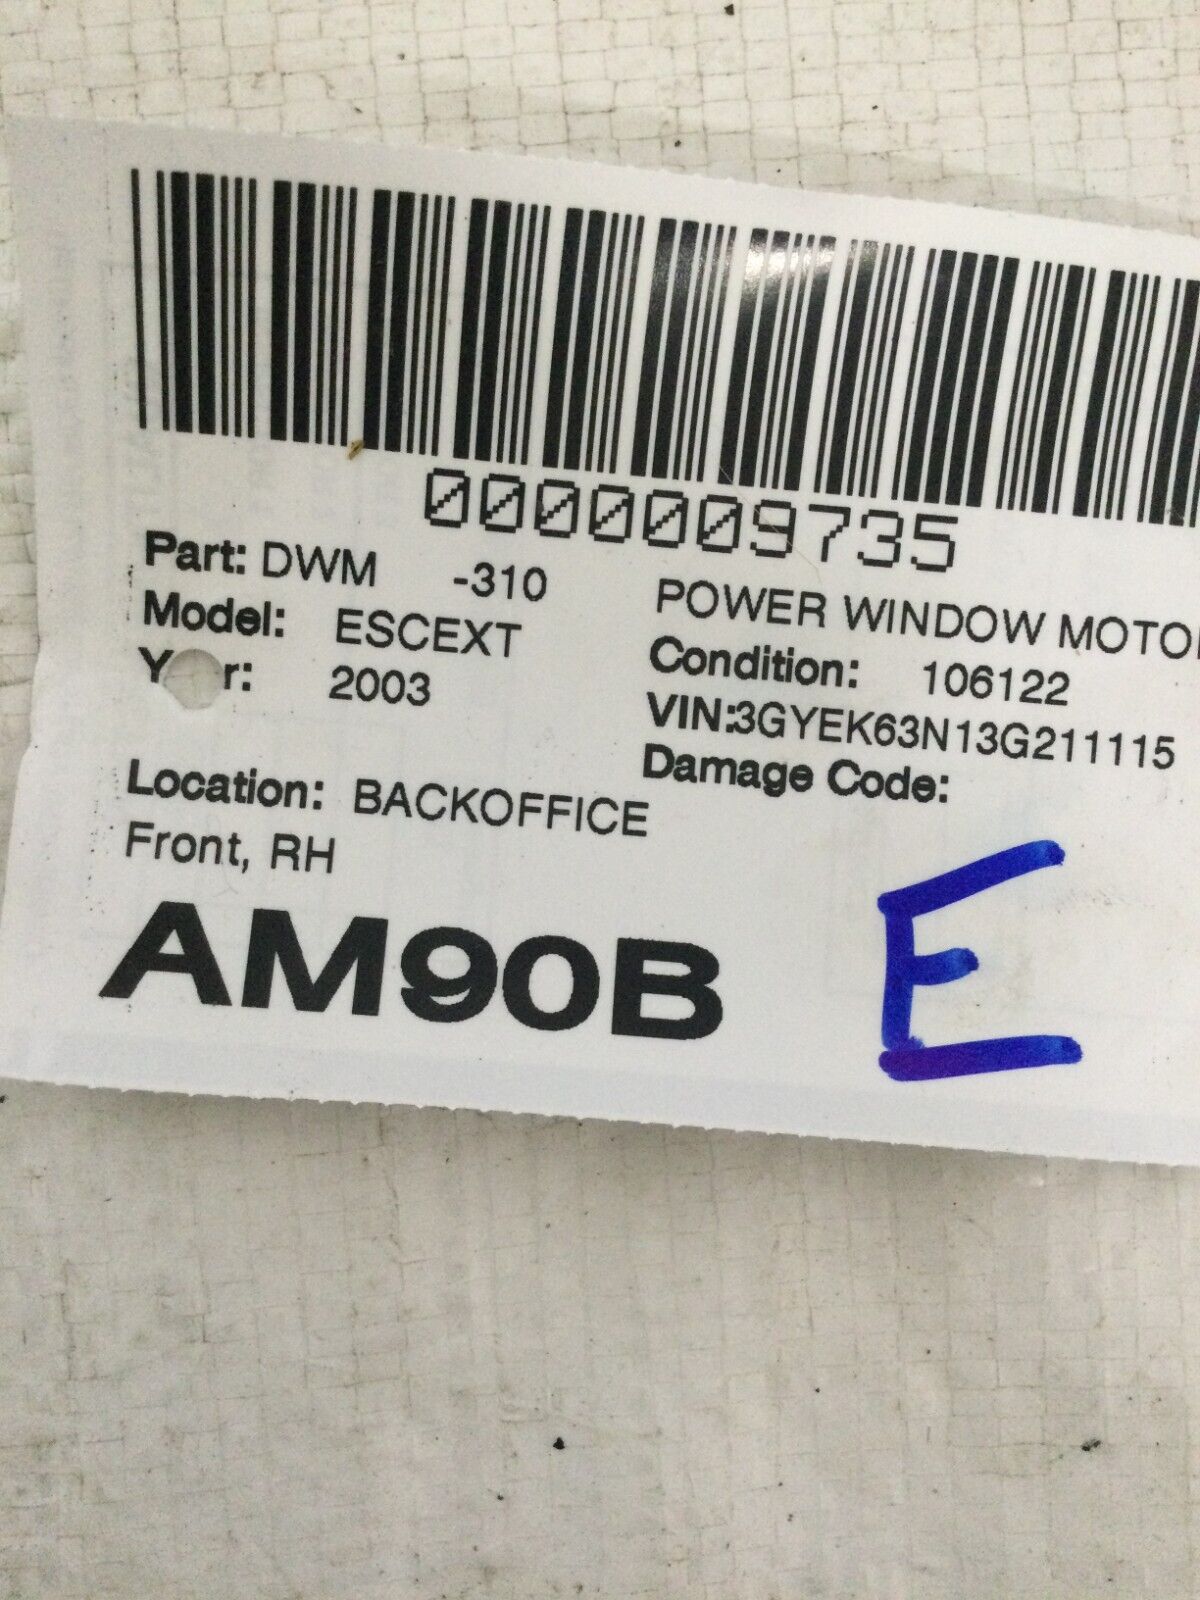 0000009735
Part: DWM -310 POWER WINDOW MOTO
Model: ESCEXT Condition: 106122
Y r: 2003 VIN:3GYEK63N13G211115
Damage Code:
Location: BACKOFFICE
Front, RH
AM90B
E